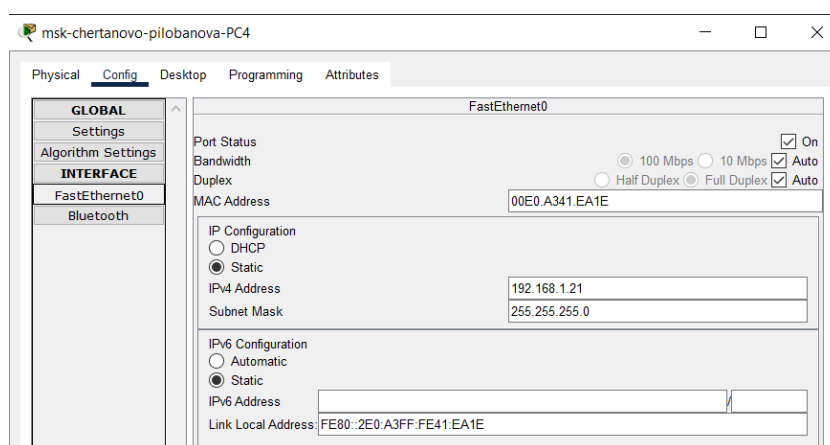 msk-chertanovo-pilobanova-PC4
Physical Config Desktop Programming Attributes
GLOBAL
Settings
Algorithm Settings
INTERFACE
FastEthernet0
Bluetooth
FastEthernet0
Port Status On
Bandwidth 100 Mbps 10 Mbps Auto
Duplex Half Duplex Full Duplex Auto
MAC Address 00E0.A341.EA1E
IP Configuration
DHCP
Static
IPv4 Address 192.168.1.21
Subnet Mask 255.255.255.0
IPv6 Configuration
Automatic
Static
IPv6 Address /
Link Local Address: FE80::2E0:A3FF:FE41:EA1E